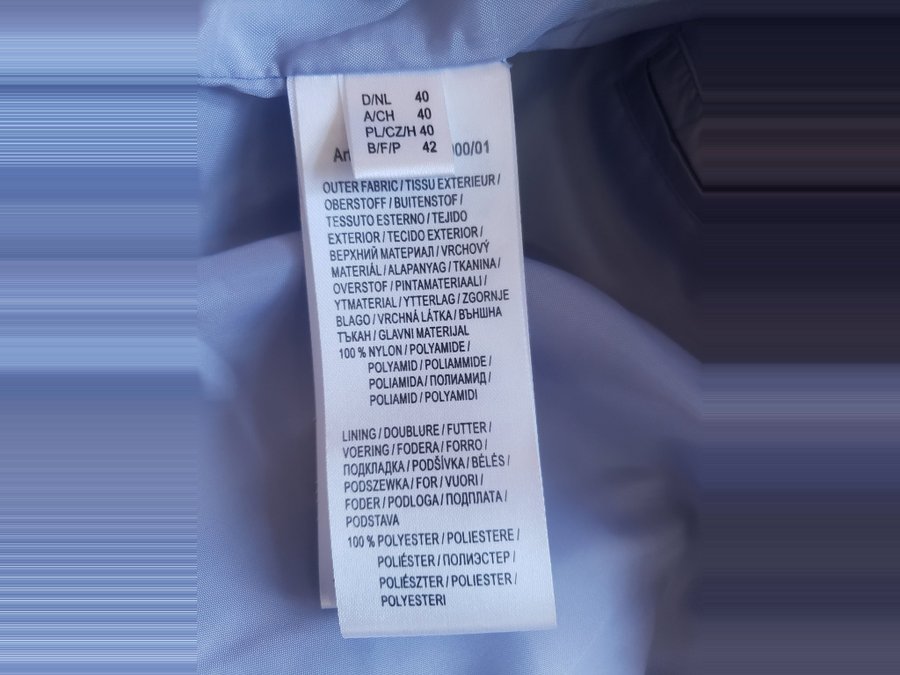 D/NL 40
A/CH 40
PL/CZ/H 40
B/F/P 42
00/01
OUTER FABRIC / TISSU EXTERIEUR /
OBERSTOFF / BUITENSTOF /
TESSUTO ESTERNO / TEJIDO
EXTERIOR / TECIDO EXTERIOR /
ВЕРХНИЙ МАТЕРИАЛ / VRCHOVÝ
MATERIÁL / ALAPANYAG / TKANINA /
OVERSTOF / PINTAMATERIAALI /
YTMATERIAL / YTTERLAG / ZGORNJE
BLAGO / VRCHNÁ LÁTKA / ВЪНШНА
ТЪКАН / GLAVNI MATERIJAL
100 % NYLON / POLYAMIDE /
POLYAMID / POLIAMMIDE /
POLIAMIDA / ПОЛИАМИД /
POLIAMID / POLYAMIDI
LINING / DOUBLURE / FUTTER /
VOERING / FODERA / FORRO /
ПОДКЛАДКА / PODŠÍVKA / BÉLÉS /
PODSZEWKA / FOR / VUORI /
FODER / PODLOGA / ПОДПЛАТА /
PODSTAVA
100 % POLYESTER / POLIESTERE /
POLIÉSTER / ПОЛИЭСТЕР /
POLIÉSZTER / POLIESTER /
POLYESTERI